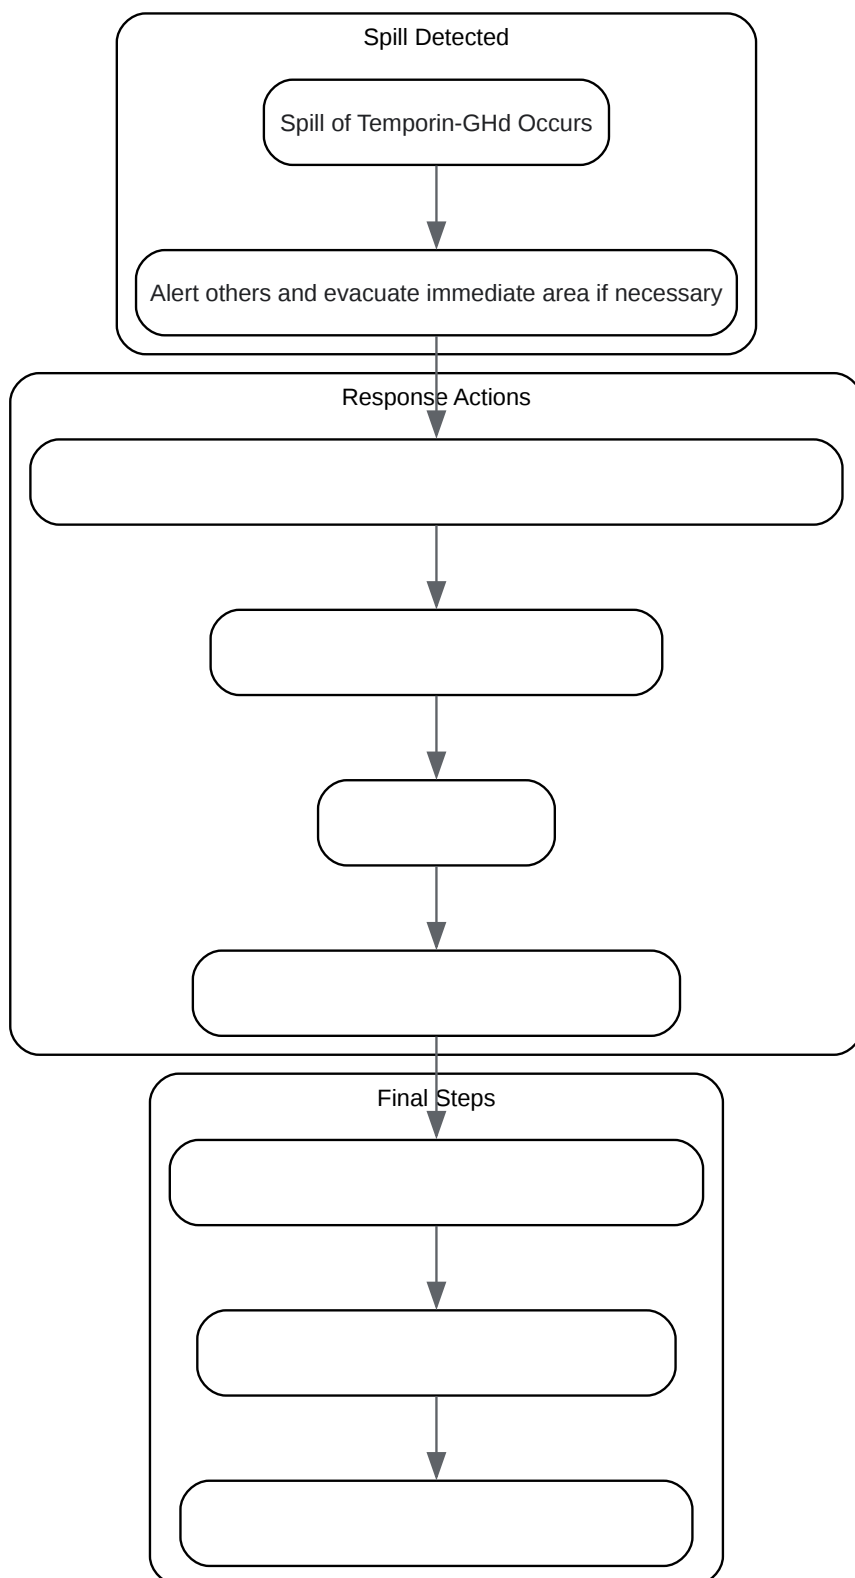 Spill Detected
Spill of Temporin-GHd Occurs
Alert others and evacuate immediate area if necessary
Response Actions
Final Steps